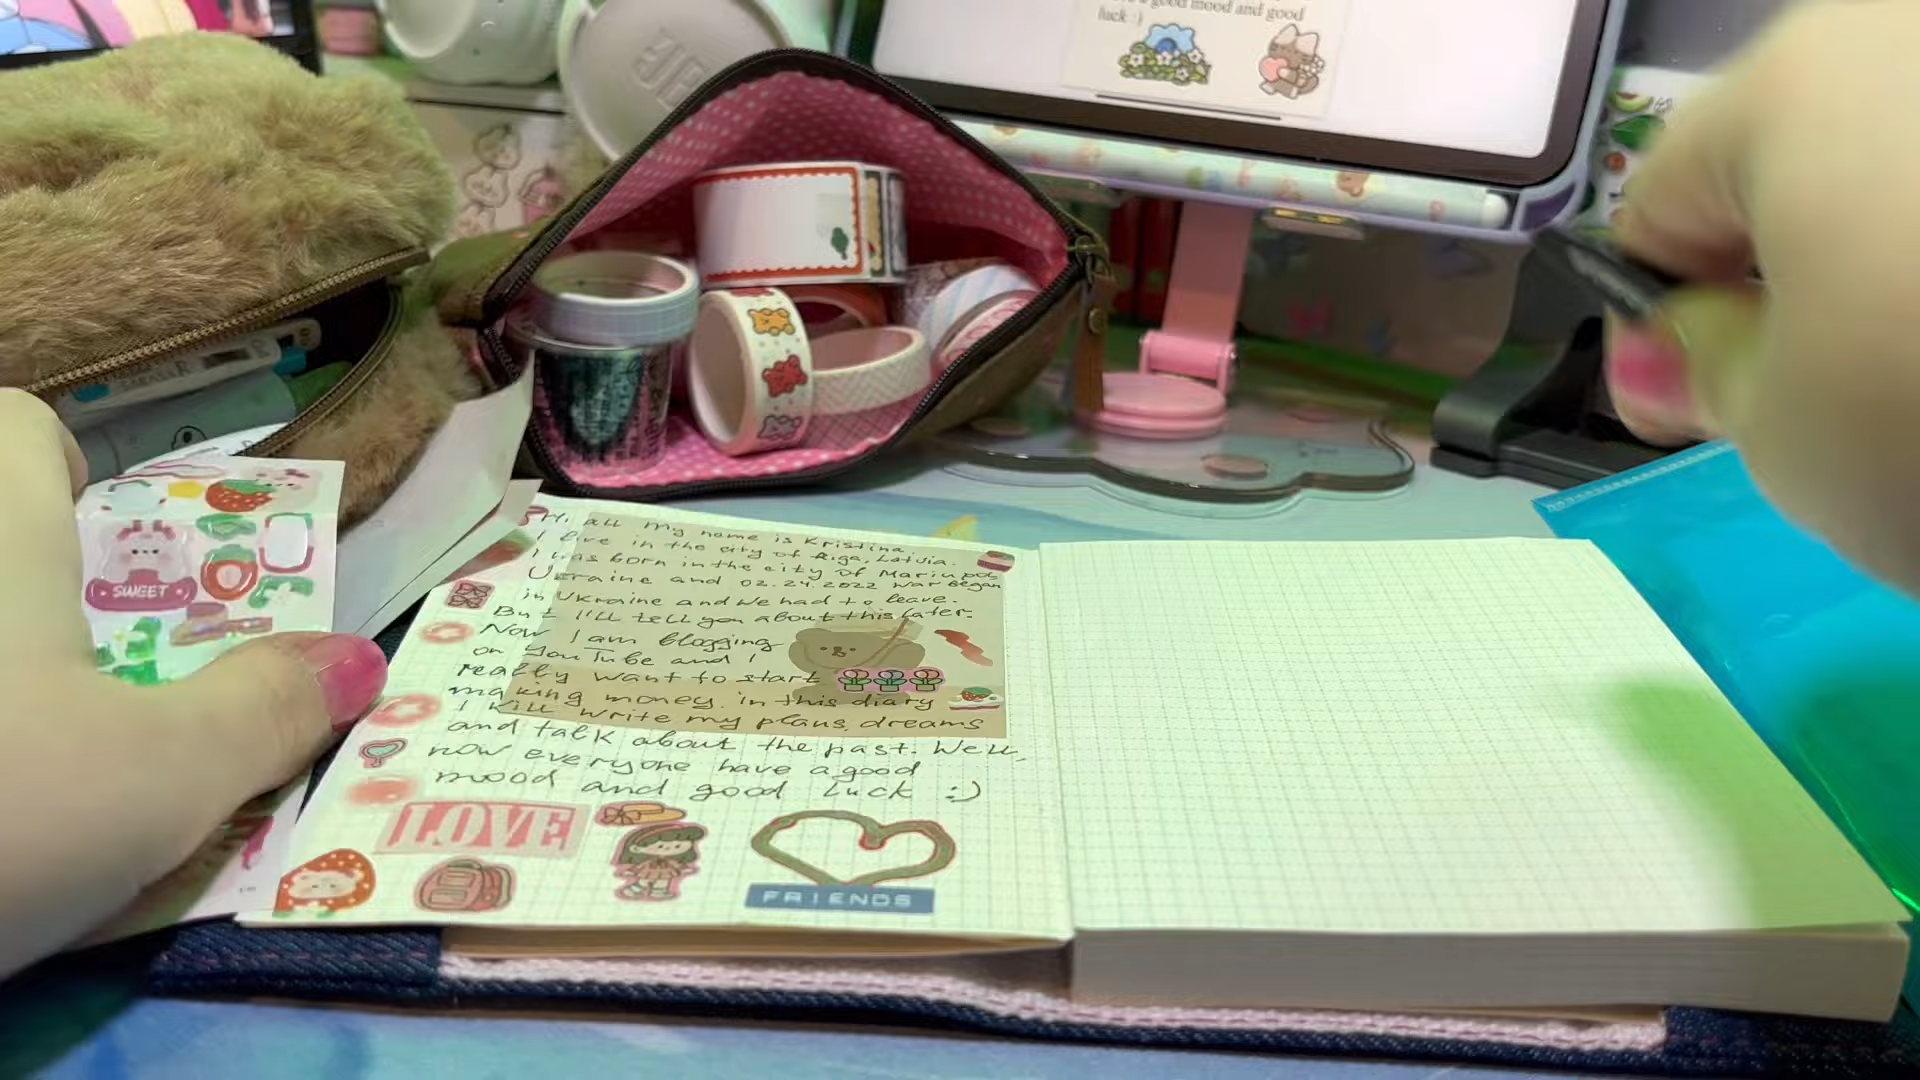 a good mood and good
luck :)
SWEET
Hi all my name is Kristina.
I live in the city of Riga, Latvia.
I was born in the city of Mariupol
Ukraine and 02.24.2022 war began
in Ukraine and we had to leave.
But I'll tell you about this later.
Now I am blogging
on YouTube and I
really want to start
making money. in this diary
I will write my plans, dreams
and talk about the past. Well,
now everyone have a good
mood and good luck :)
LOVE
FRIENDS